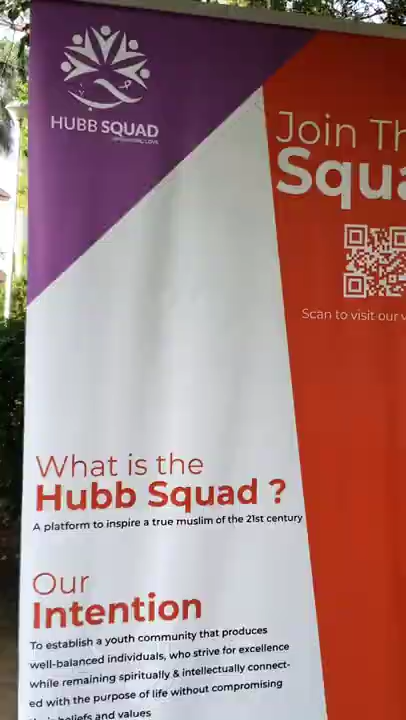 HUBB SQUAD
Join Th
Squa
Scan to visit our
What is the
Hubb Squad ?
A platform to inspire a true muslim of the 21st century
Our
Intention
To establish a youth community that produces
well-balanced individuals, who strive for excellence
while remaining spiritually & intellectually connect-
ed with the purpose of life without compromising
their beliefs and values